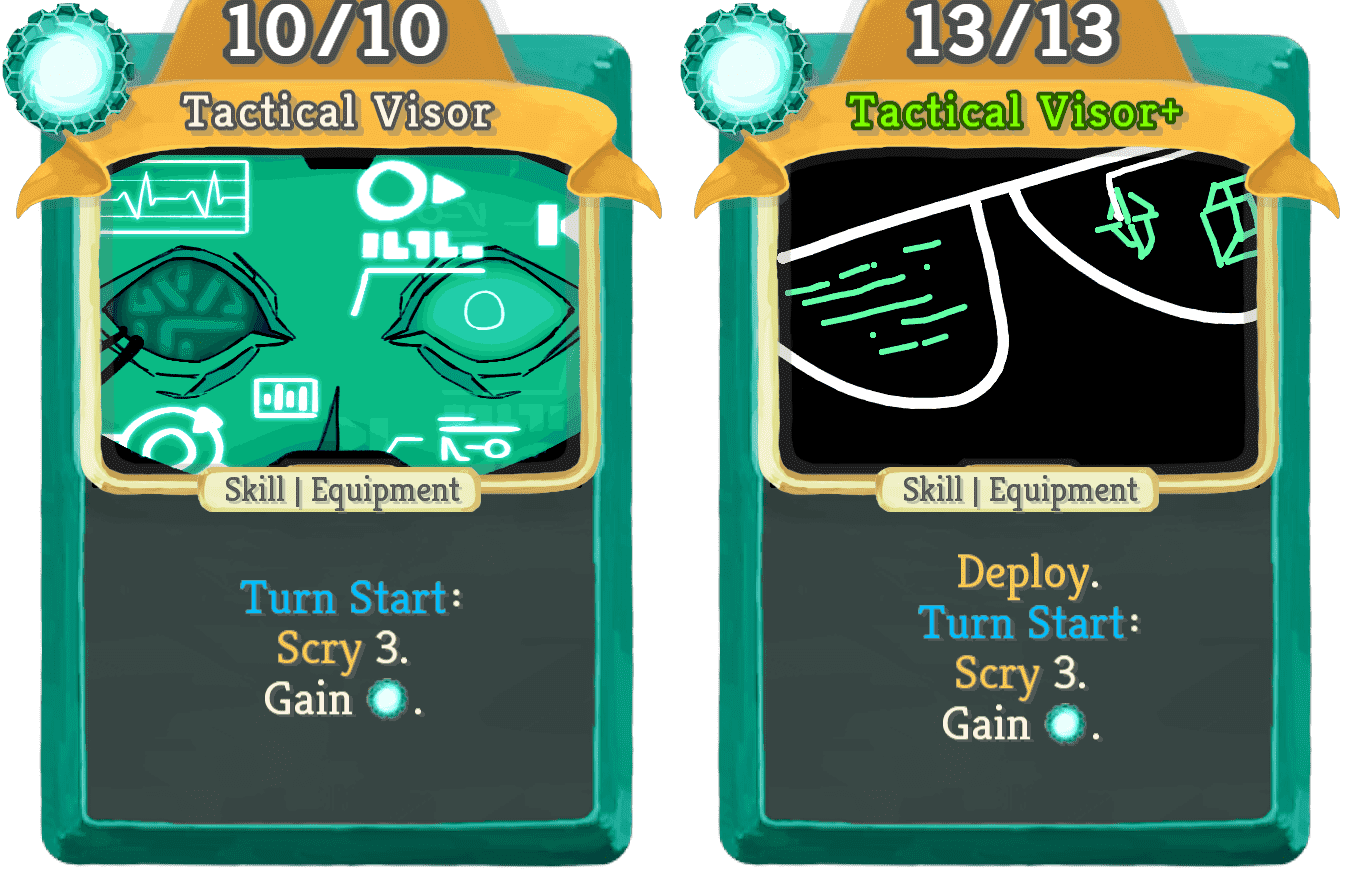 10/10
Tactical Visor
Skill | Equipment
Turn Start:
Scry 3.
Gain .
13/13
Tactical Visor+
Skill | Equipment
Deploy.
Turn Start:
Scry 3.
Gain .